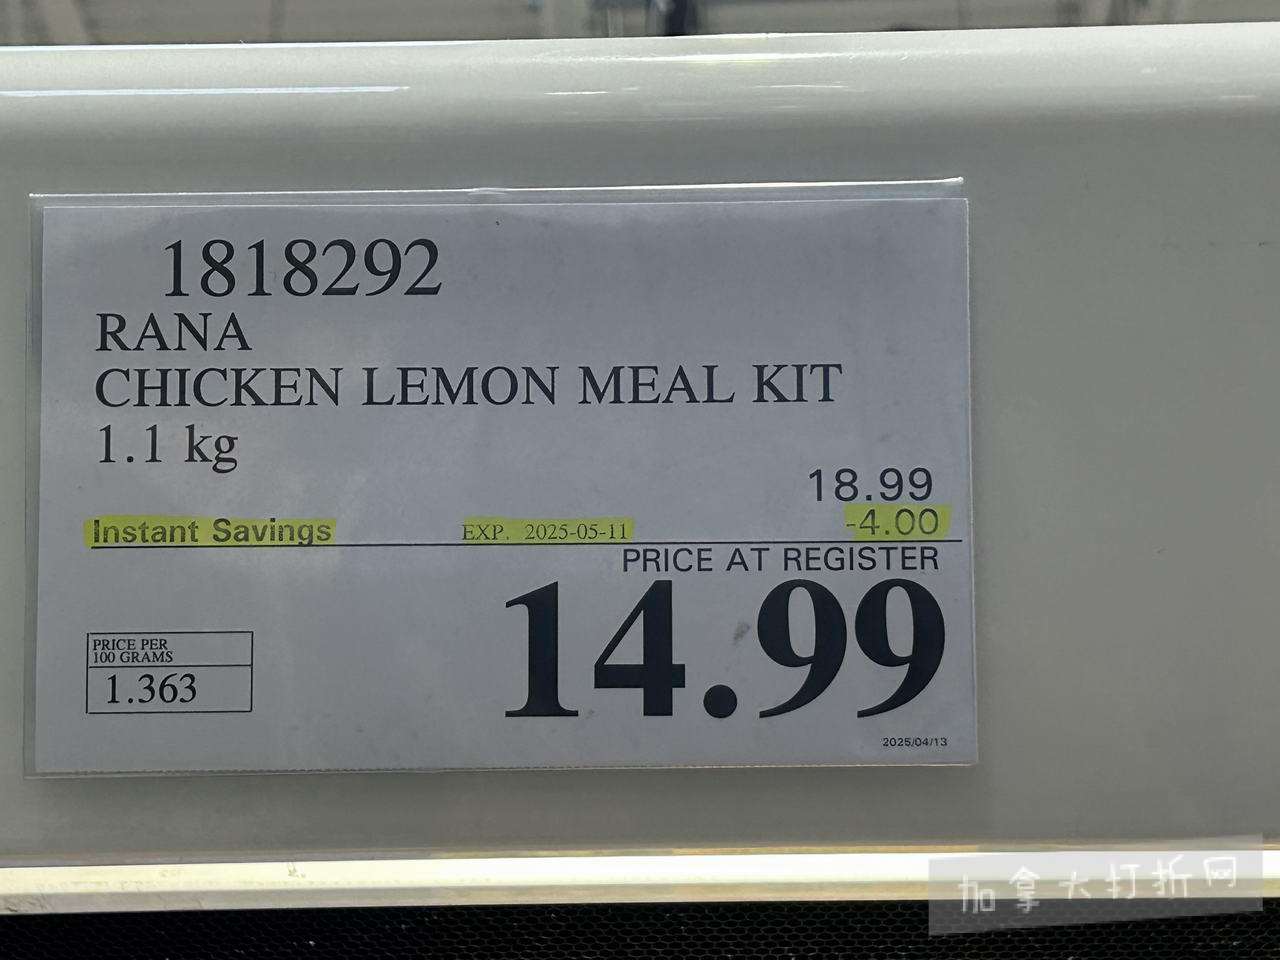 1818292
RANA
CHICKEN LEMON MEAL KIT
1.1 kg
18.99
Instant Savings EXP. 2025-05-11 -4.00
PRICE AT REGISTER
14.99
PRICE PER
100 GRAMS
1.363
2025/04/13
加拿大打折网